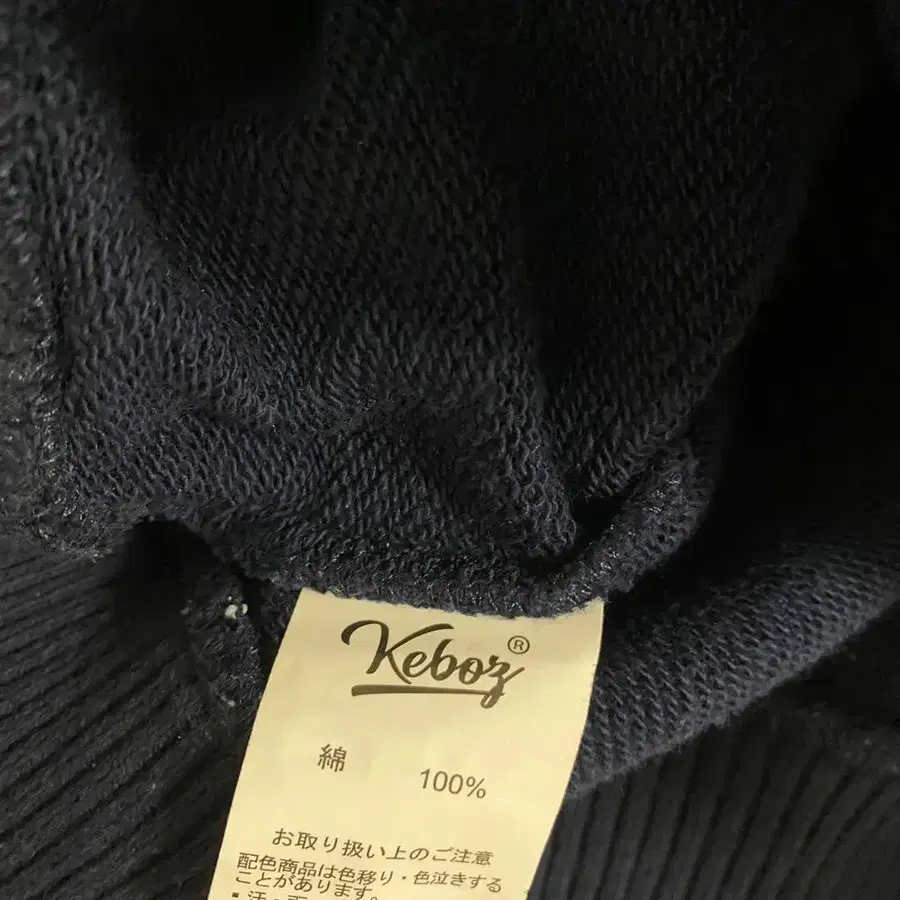 Keboz®
綿 100%
お取り扱い上のご注意
配色商品は色移り・色泣きする
ことがあります。